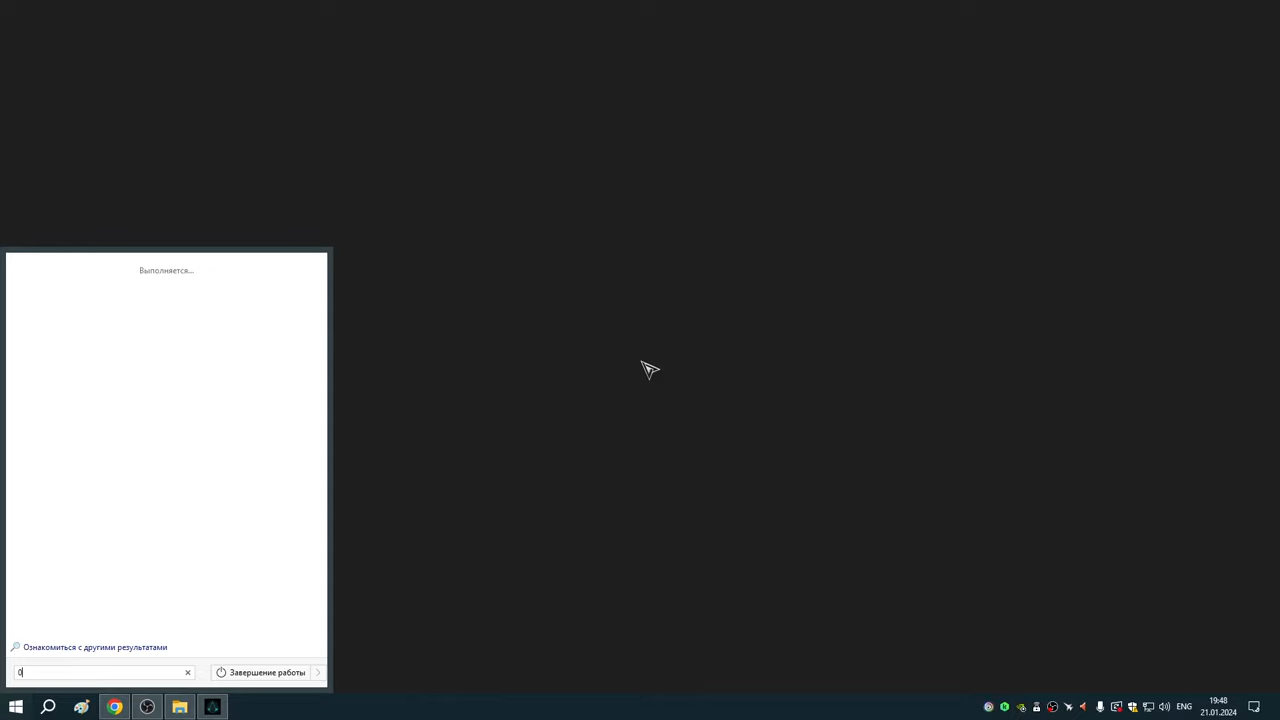 Выполняется...
Ознакомиться с другими результатами
0
Завершение работы
ENG
19:48
21.01.2024